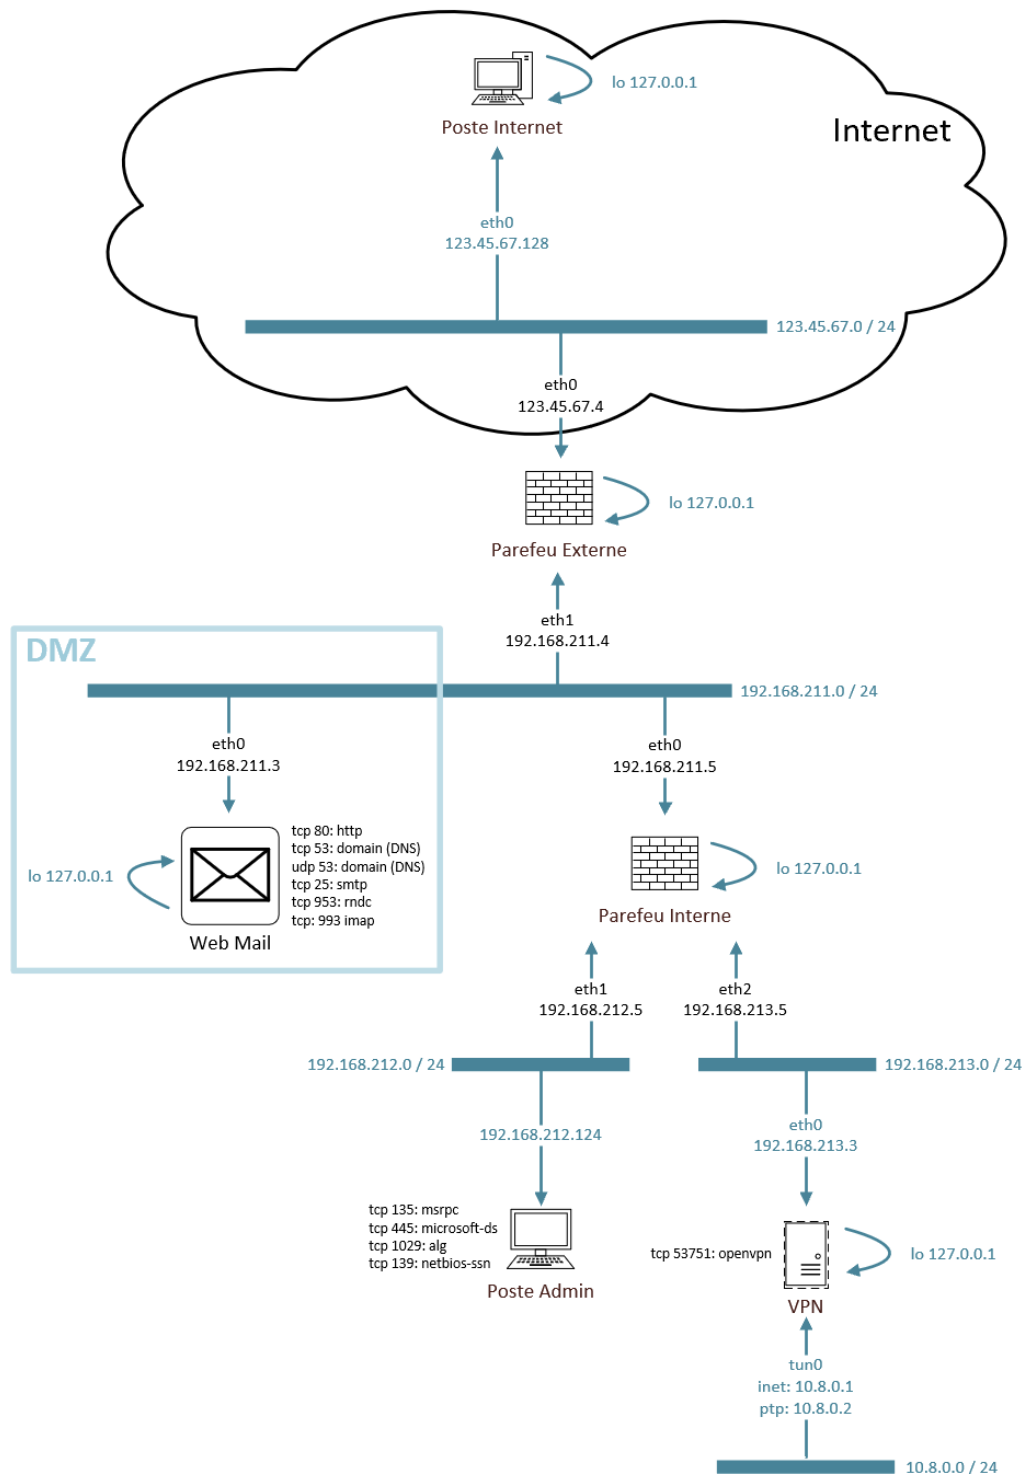 lo 127.0.0.1
Poste Internet
Internet
eth0
123.45.67.128
123.45.67.0 / 24
eth0
123.45.67.4
lo 127.0.0.1
Parefeu Externe
eth1
192.168.211.4
DMZ
192.168.211.0 / 24
eth0
192.168.211.3
eth0
192.168.211.5
tcp 80: http
tcp 53: domain (DNS)
udp 53: domain (DNS)
tcp 25: smtp
tcp 953: rndc
tcp: 993 imap
lo 127.0.0.1
Web Mail
lo 127.0.0.1
Parefeu Interne
eth1
192.168.212.5
eth2
192.168.213.5
192.168.212.0 / 24
192.168.213.0 / 24
192.168.212.124
eth0
192.168.213.3
tcp 135: msrpc
tcp 445: microsoft-ds
tcp 1029: alg
tcp 139: netbios-ssn
Poste Admin
tcp 53751: openvpn
lo 127.0.0.1
VPN
tun0
inet: 10.8.0.1
ptp: 10.8.0.2
10.8.0.0 / 24